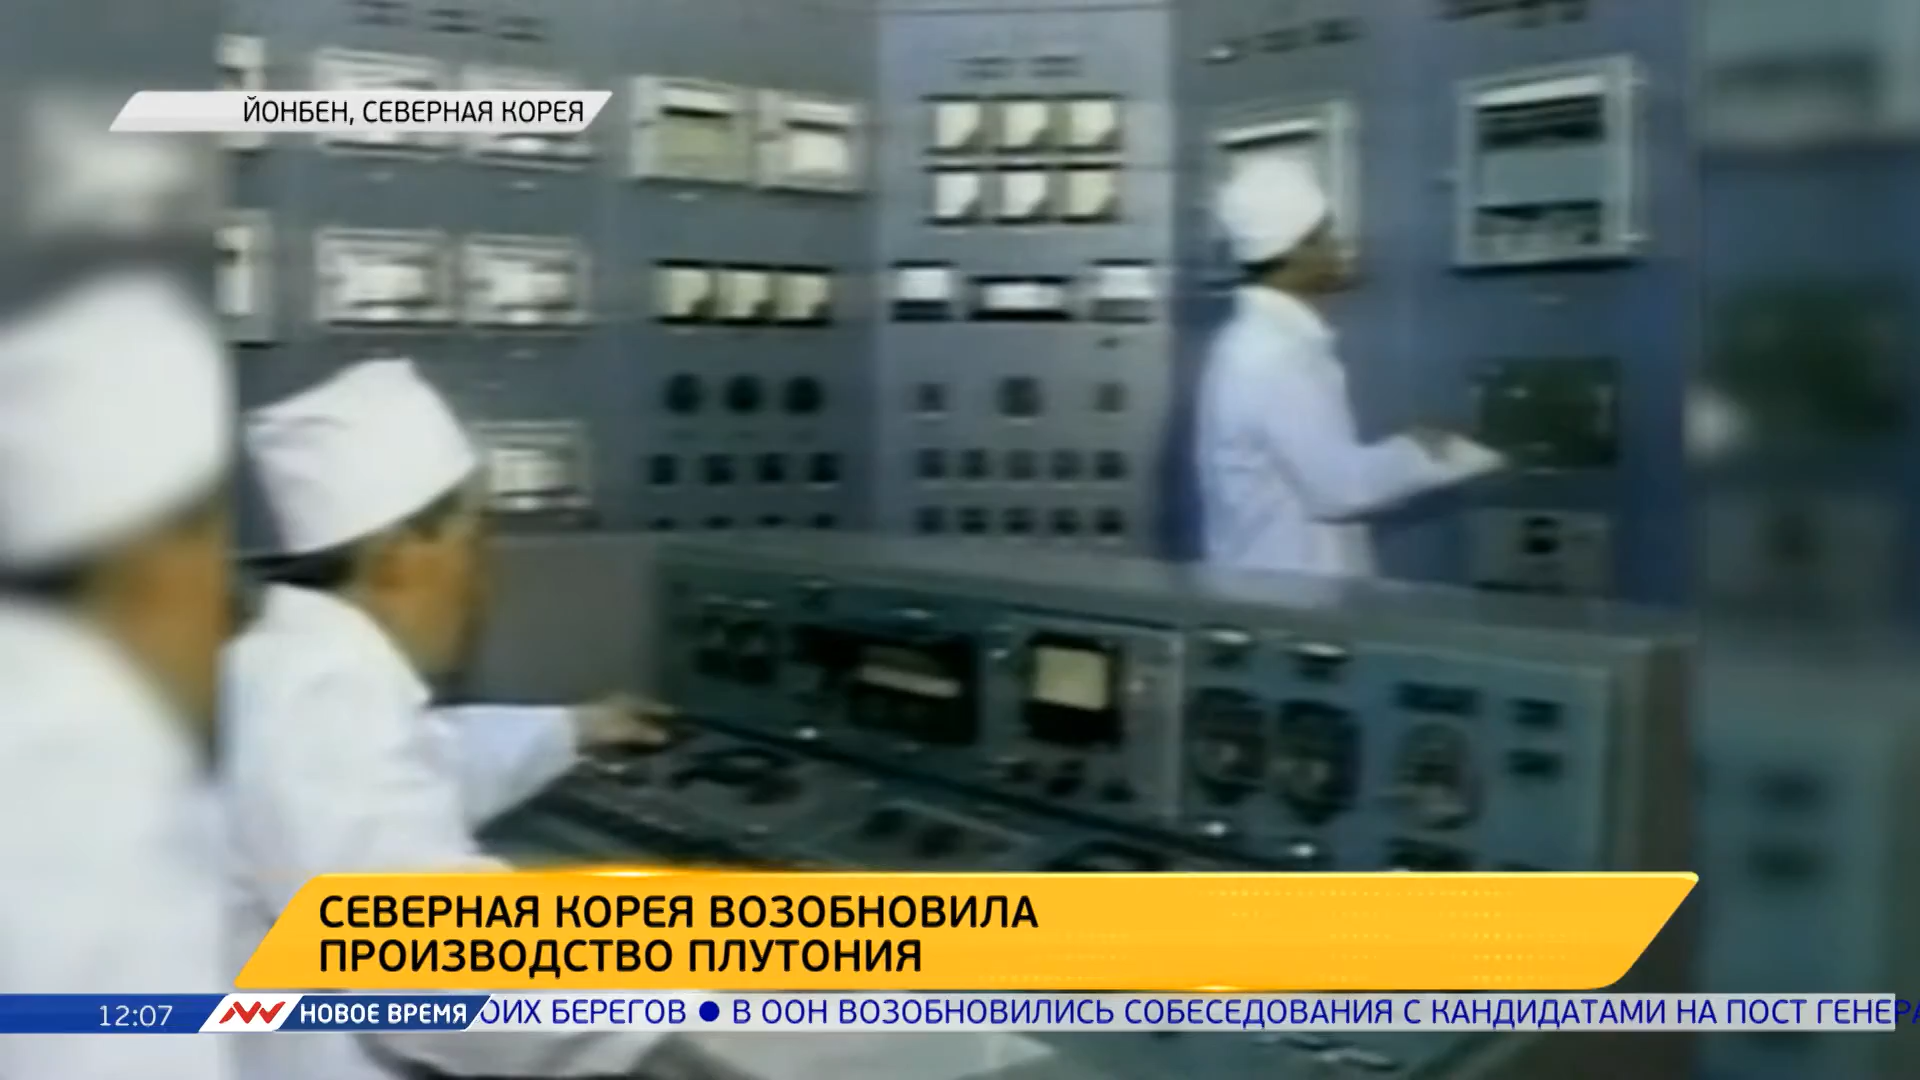 ЙОНБЕН, СЕВЕРНАЯ КОРЕЯ
СЕВЕРНАЯ КОРЕЯ ВОЗОБНОВИЛА
ПРОИЗВОДСТВО ПЛУТОНИЯ
12:07 НОВОЕ ВРЕМЯ ОИХ БЕРЕГОВ ● В ООН ВОЗОБНОВИЛИСЬ СОБЕСЕДОВАНИЯ С КАНДИДАТАМИ НА ПОСТ ГЕНЕРА